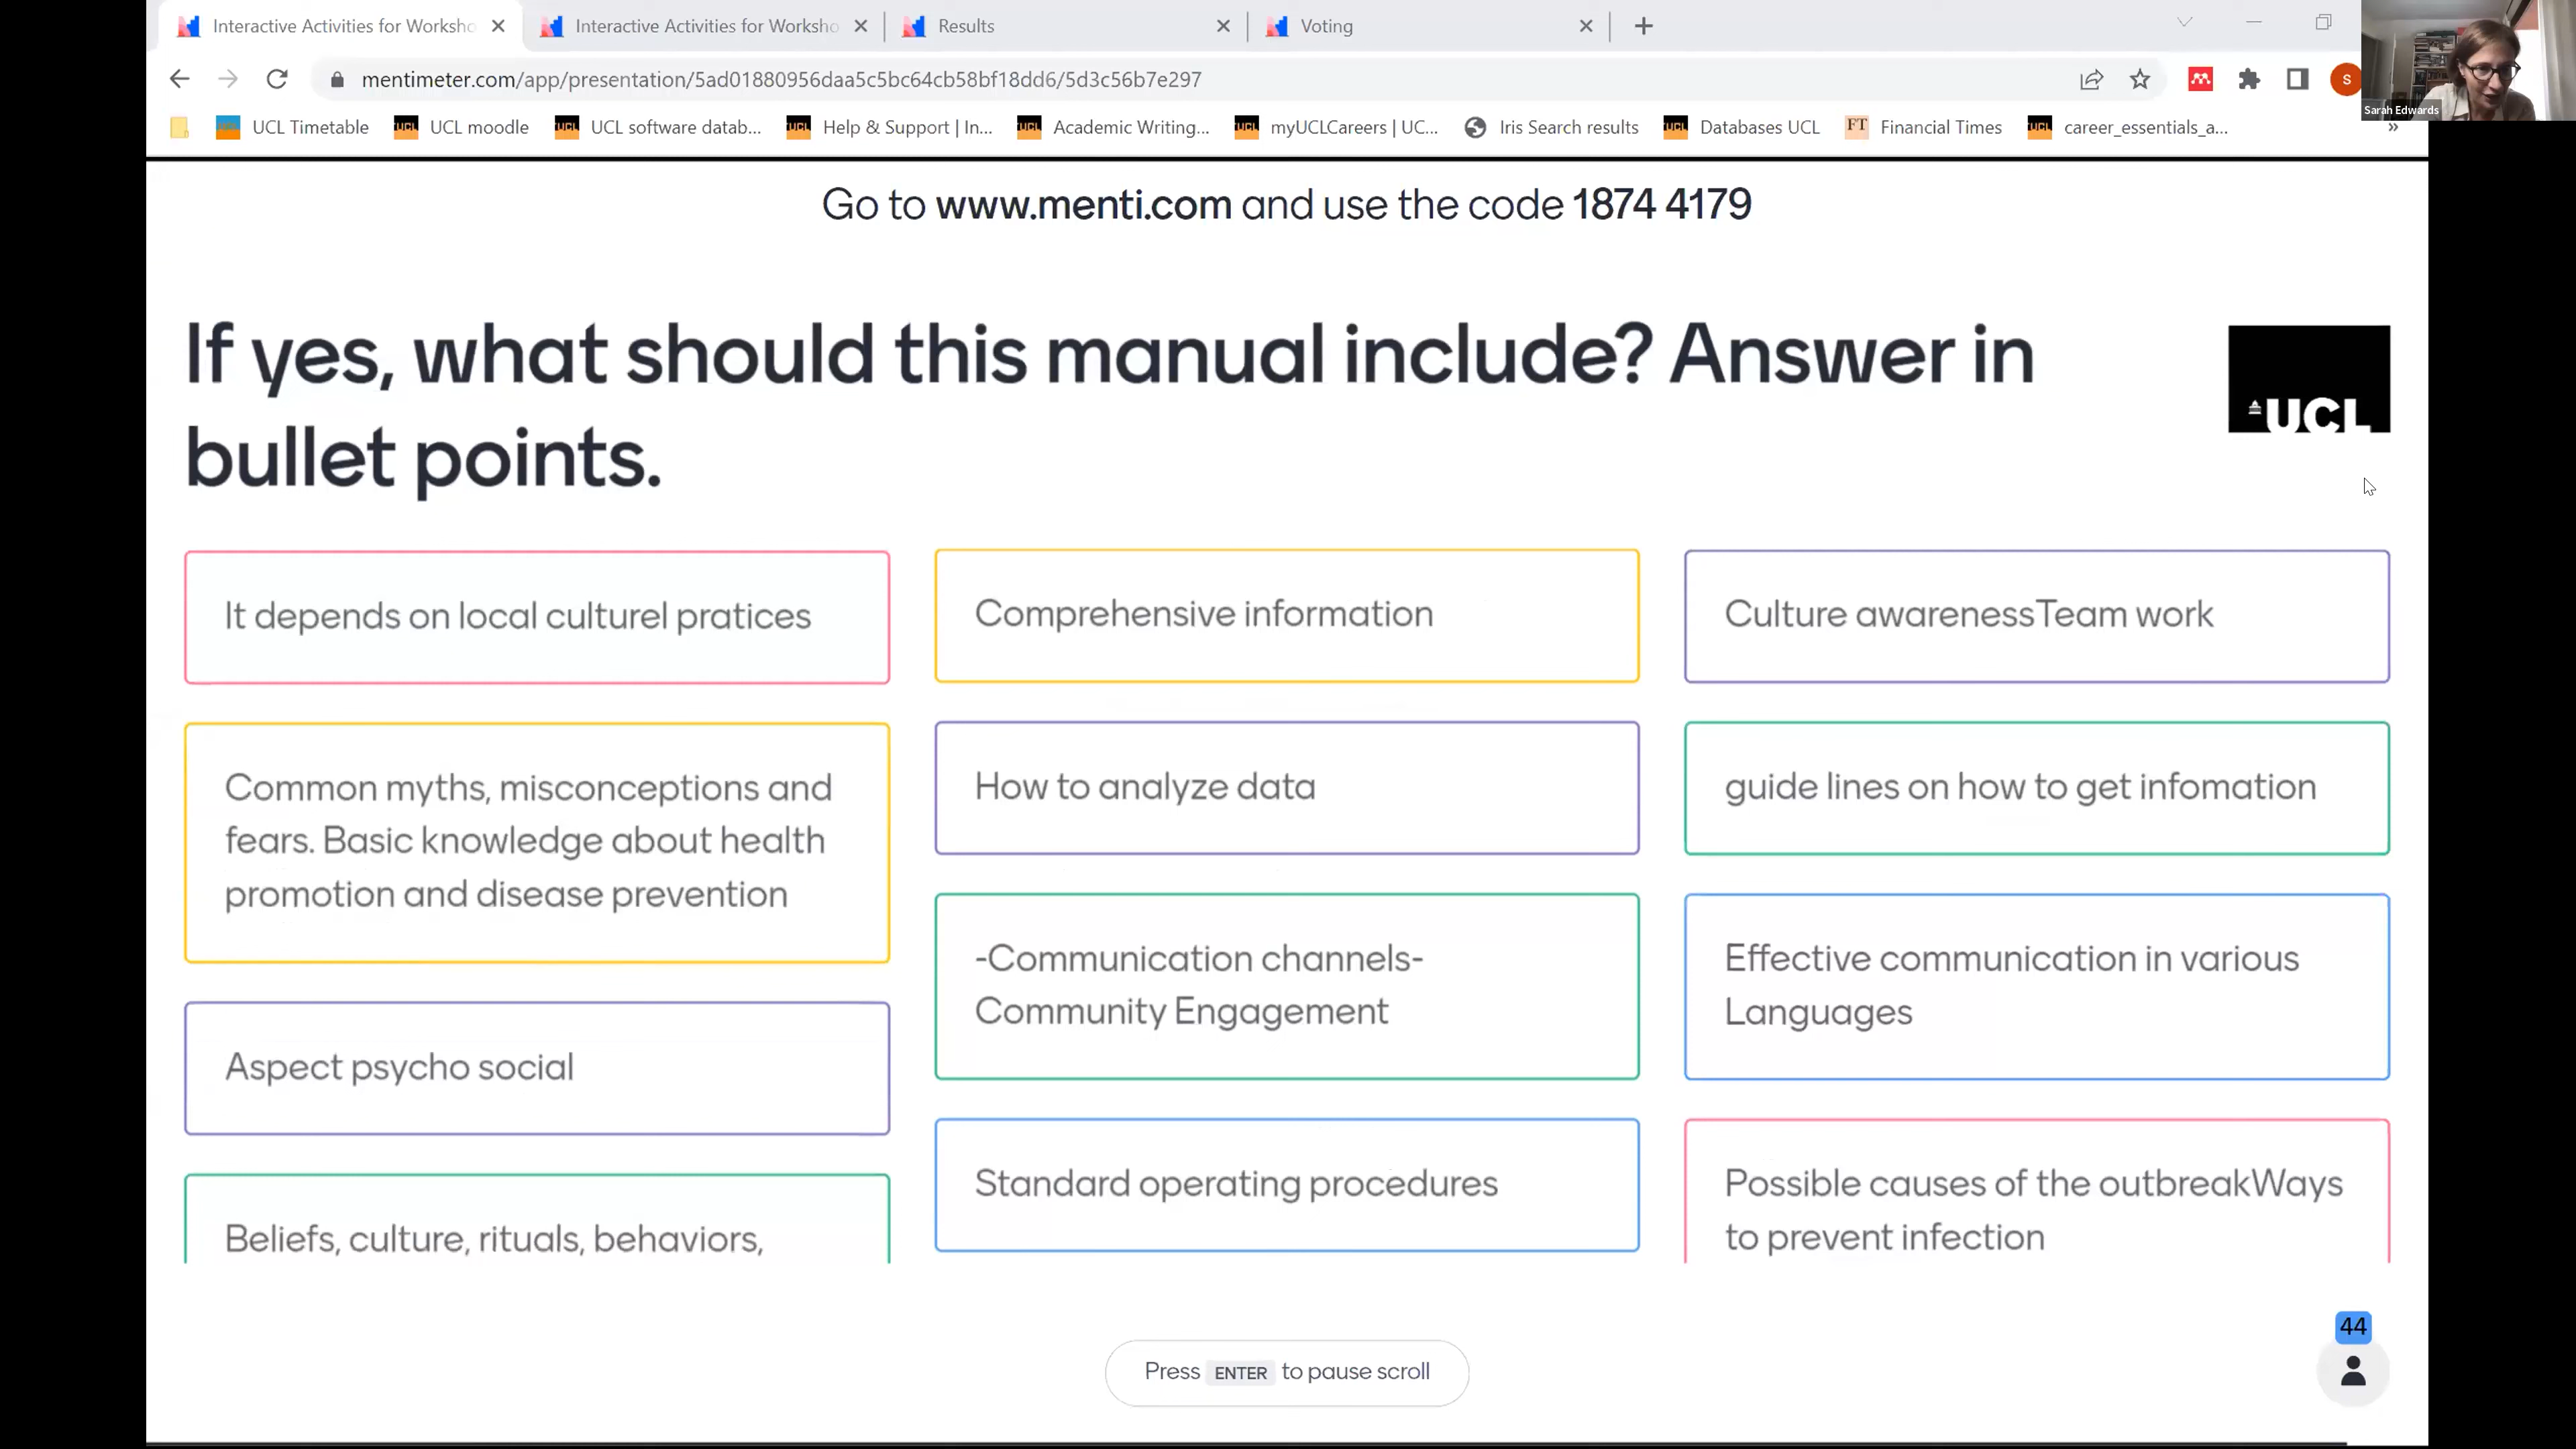 Interactive Activities for Worksho
Interactive Activities for Worksho
Results
Voting
mentimeter.com/app/presentation/5ad01880956daa5c5bc64cb58bf18dd6/5d3c56b7e297
S
Sarah Edwards
UCL Timetable
UCL moodle
UCL software datab...
Help & Support | In...
Academic Writing...
myUCLCareers | UC...
Iris Search results
Databases UCL
FT Financial Times
career_essentials_a...
»
Go to www.menti.com and use the code 1874 4179
If yes, what should this manual include? Answer in
bullet points.
UCL
It depends on local culturel pratices
Common myths, misconceptions and
fears. Basic knowledge about health
promotion and disease prevention
Aspect psycho social
Beliefs, culture, rituals, behaviors,
Comprehensive information
How to analyze data
-Communication channels-
Community Engagement
Standard operating procedures
Culture awarenessTeam work
guide lines on how to get infomation
Effective communication in various
Languages
Possible causes of the outbreakWays
to prevent infection
44
Press ENTER to pause scroll